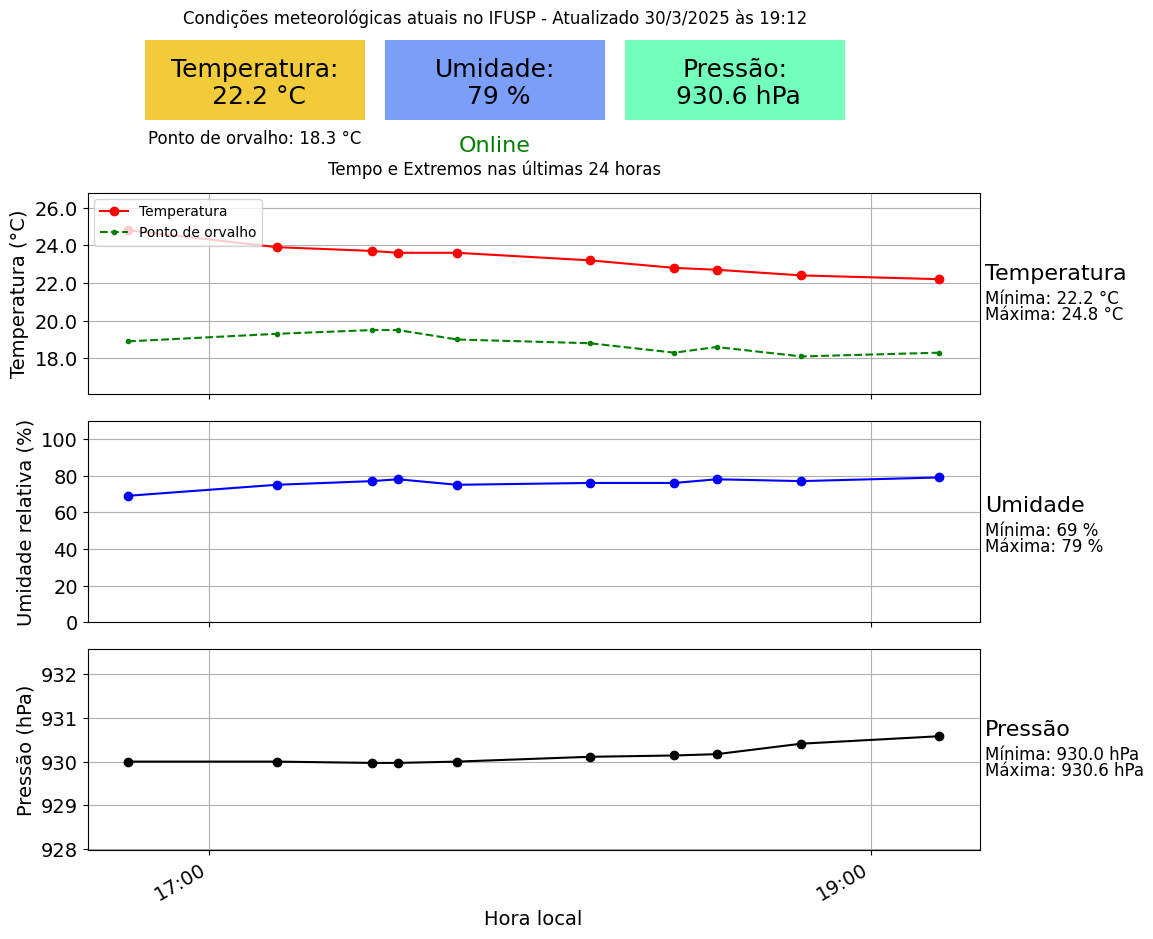 Condições meteorológicas atuais no IFUSP - Atualizado 30/3/2025 às 19:12
Temperatura:
22.2 °C
Umidade:
79 %
Pressão:
930.6 hPa
Ponto de orvalho: 18.3 °C
Online
Tempo e Extremos nas últimas 24 horas
Temperatura (°C)
26.0
24.0
22.0
20.0
18.0
Temperatura
Ponto de orvalho
Temperatura
Mínima: 22.2 °C
Máxima: 24.8 °C
Umidade relativa (%)
100
80
60
40
20
0
Umidade
Mínima: 69 %
Máxima: 79 %
Pressão (hPa)
932
931
930
929
928
Pressão
Mínima: 930.0 hPa
Máxima: 930.6 hPa
17:00
19:00
Hora local